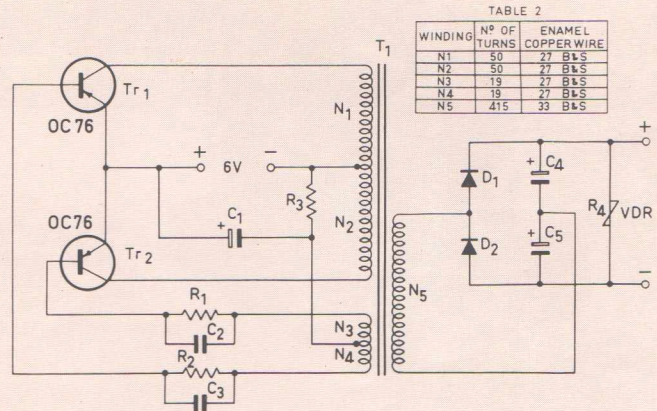 TABLE 2
WINDING Nº OF TURNS ENAMEL COPPER WIRE
N1 50 27 B&S
N2 50 27 B&S
N3 19 27 B&S
N4 19 27 B&S
N5 415 33 B&S
T1
Tr1
OC76
N1
+ 6V −
R3
+ C1
N2
OC76
Tr2
R1
C2
R2
C3
N3
N4
N5
D1
D2
+ C4
+ C5
R4 VDR
+
−